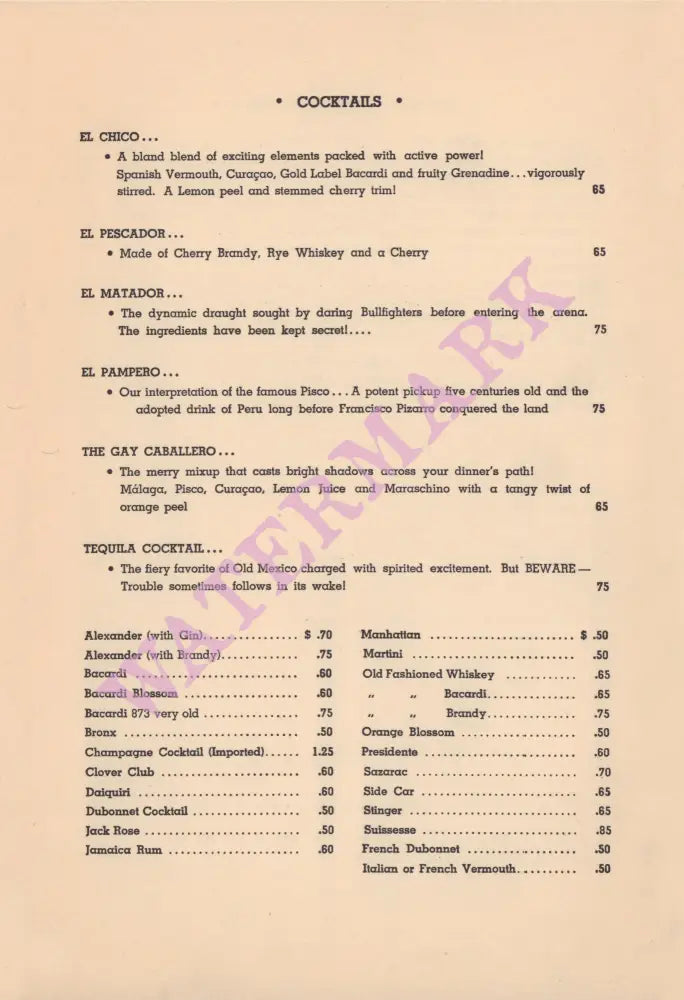 • COCKTAILS •
EL CHICO...
• A bland blend of exciting elements packed with active power!
Spanish Vermouth, Curaçao, Gold Label Bacardi and fruity Grenadine...vigorously
stirred. A Lemon peel and stemmed cherry trim! 65
EL PESCADOR...
• Made of Cherry Brandy, Rye Whiskey and a Cherry 65
EL MATADOR...
• The dynamic draught sought by daring Bullfighters before entering the arena.
The ingredients have been kept secret!.... 75
EL PAMPERO...
• Our interpretation of the famous Pisco...A potent pickup five centuries old and the
adopted drink of Peru long before Francisco Pizarro conquered the land 75
THE GAY CABALLERO...
• The merry mixup that casts bright shadows across your dinner's path!
Málaga, Pisco, Curaçao, Lemon Juice and Maraschino with a tangy twist of
orange peel 65
TEQUILA COCKTAIL...
• The fiery favorite of Old Mexico charged with spirited excitement. But BEWARE—
Trouble sometimes follows in its wake! 75
Alexander (with Gin)................ $ .70
Alexander (with Brandy)............. .75
Bacardi ............................ .60
Bacardi Blossom .................... .60
Bacardi 873 very old ................ .75
Bronx .............................. .50
Champagne Cocktail (Imported)...... 1.25
Clover Club ........................ .60
Daiquiri ........................... .60
Dubonnet Cocktail .................. .50
Jack Rose .......................... .50
Jamaica Rum ...................... .60
Manhattan ......................... $ .50
Martini ............................ .50
Old Fashioned Whiskey ............ .65
" " Bacardi............... .65
" " Brandy............... .75
Orange Blossom .................... .50
Presidente .......................... .60
Sazarac ............................ .70
Side Car ........................... .65
Stinger ............................. .65
Suissesse ........................... .85
French Dubonnet ................... .50
Italian or French Vermouth.......... .50
WATERMARK